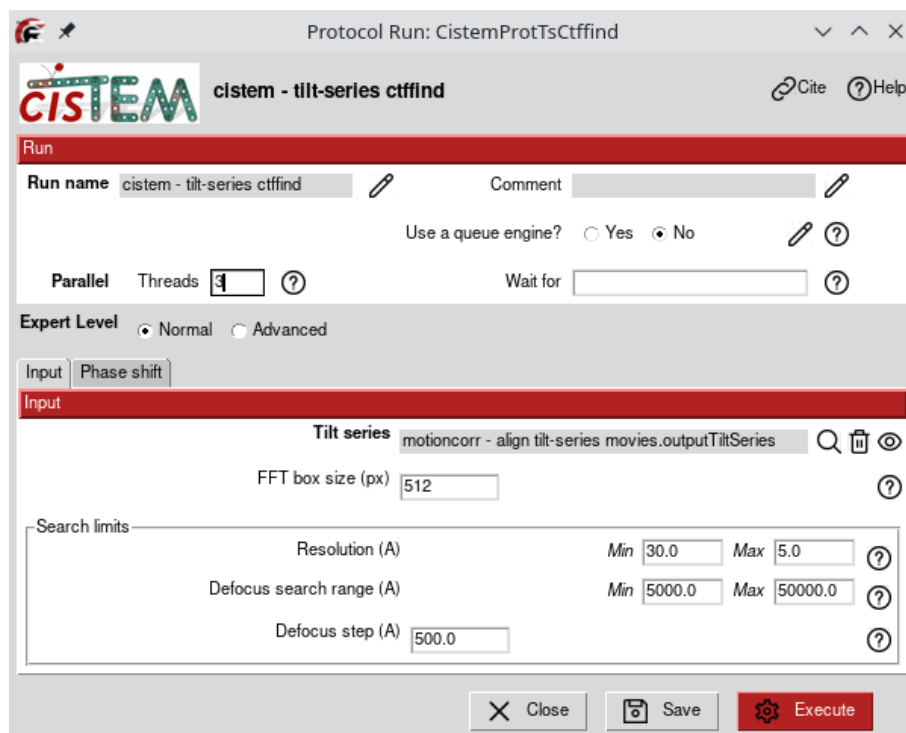 Protocol Run: CistemProtTsCtffind
cisTEM cistem - tilt-series ctffind Cite ?Help
Run
Run name cistem - tilt-series ctffind Comment
Use a queue engine? Yes No ?
Parallel Threads 3 ? Wait for ?
Expert Level Normal Advanced
Input Phase shift
Input
Tilt series motioncorr - align tilt-series movies.outputTiltSeries
FFT box size (px) 512 ?
Search limits
Resolution (A) Min 30.0 Max 5.0 ?
Defocus search range (A) Min 5000.0 Max 50000.0 ?
Defocus step (A) 500.0 ?
Close Save Execute